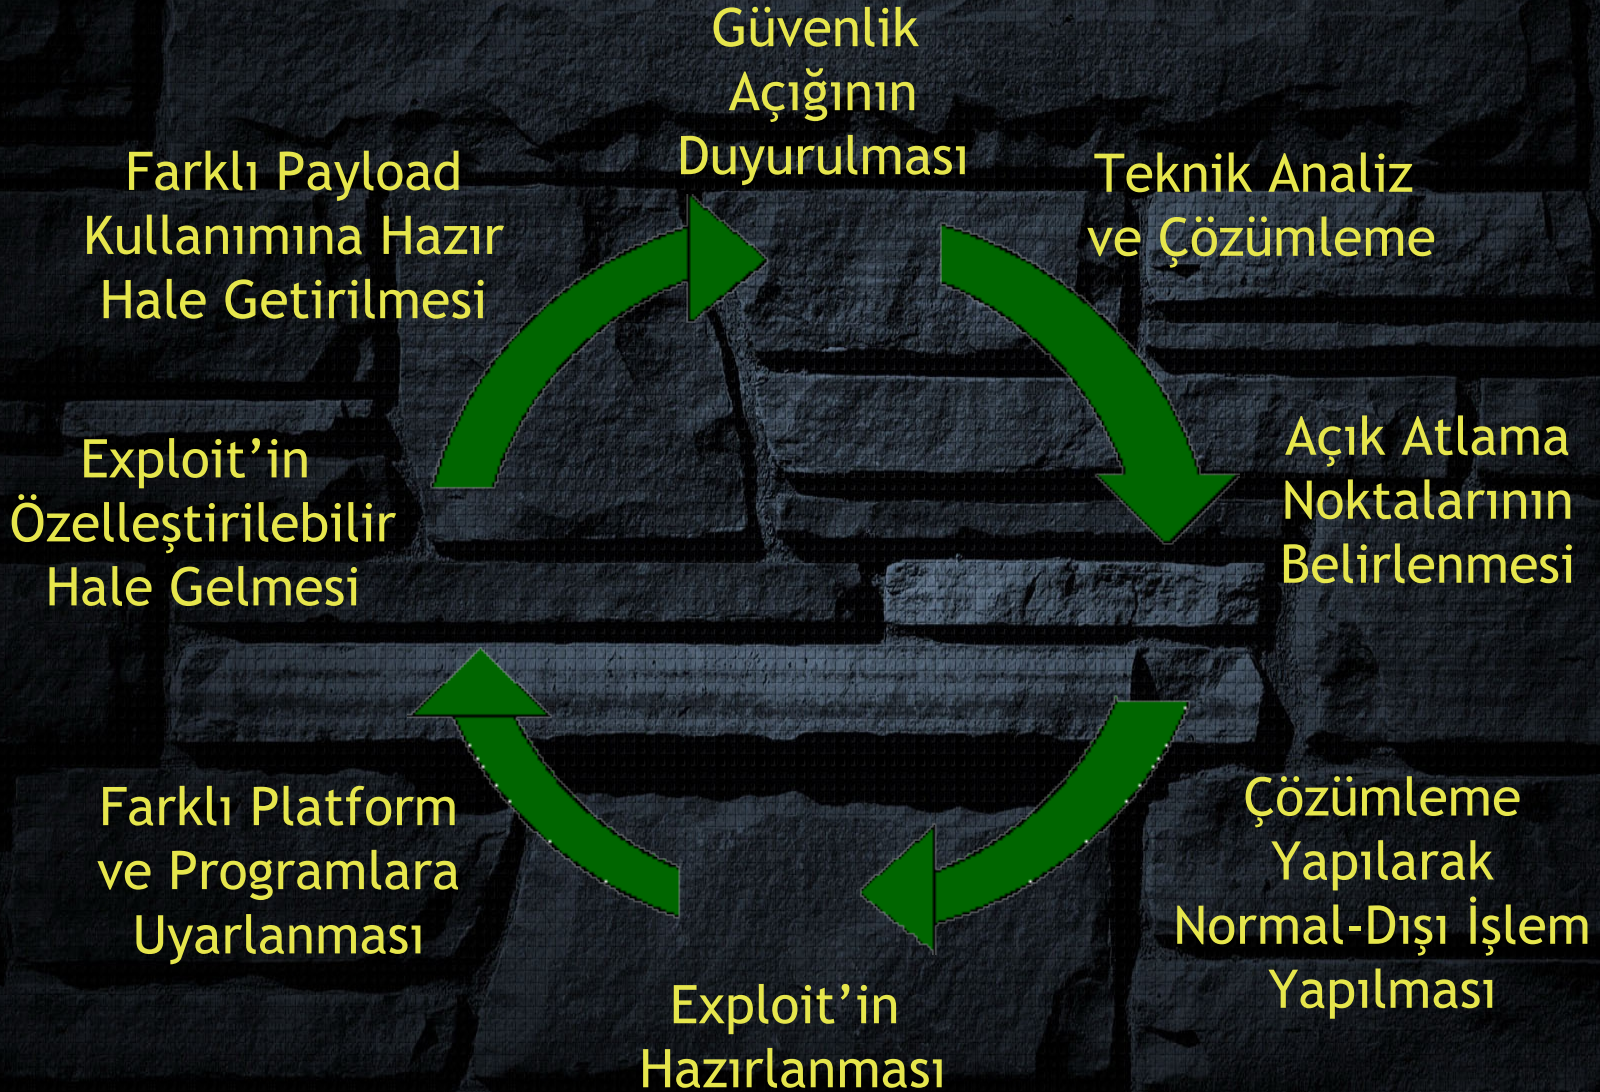 Güvenlik
Açığının
Duyurulması
Teknik Analiz
ve Çözümleme
Açık Atlama
Noktalarının
Belirlenmesi
Çözümleme
Yapılarak
Normal-Dışı İşlem
Yapılması
Exploit’in
Hazırlanması
Farklı Platform
ve Programlara
Uyarlanması
Exploit’in
Özelleştirilebilir
Hale Gelmesi
Farklı Payload
Kullanımına Hazır
Hale Getirilmesi